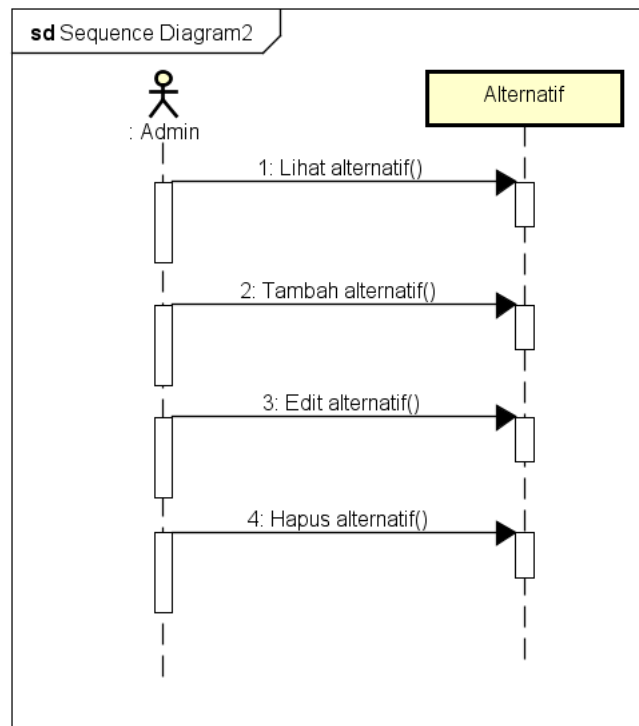 sd Sequence Diagram2
: Admin
Alternatif
1: Lihat alternatif()
2: Tambah alternatif()
3: Edit alternatif()
4: Hapus alternatif()